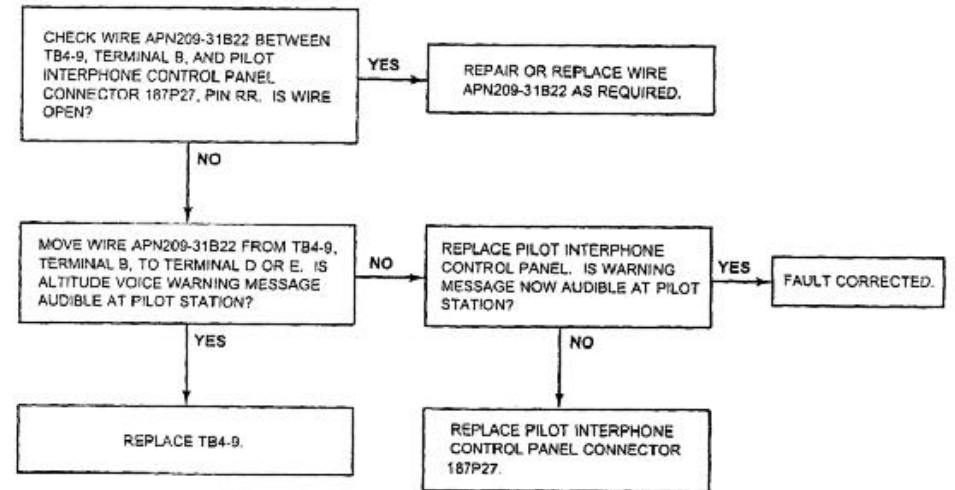 CHECK WIRE APN209-31B22 BETWEEN
TB4-9, TERMINAL B, AND PILOT
INTERPHONE CONTROL PANEL
CONNECTOR 187P27, PIN RR. IS WIRE
OPEN?
YES
REPAIR OR REPLACE WIRE
APN209-31B22 AS REQUIRED.
NO
MOVE WIRE APN209-31B22 FROM TB4-9,
TERMINAL B, TO TERMINAL D OR E. IS
ALTITUDE VOICE WARNING MESSAGE
AUDIBLE AT PILOT STATION?
NO
REPLACE PILOT INTERPHONE
CONTROL PANEL. IS WARNING
MESSAGE NOW AUDIBLE AT PILOT
STATION?
YES
FAULT CORRECTED.
YES
NO
REPLACE TB4-9.
REPLACE PILOT INTERPHONE
CONTROL PANEL CONNECTOR
187P27.